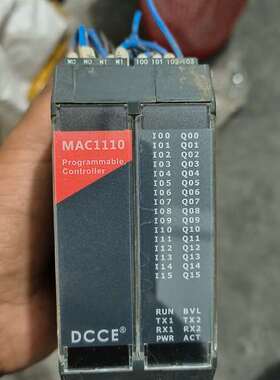 MAC1110
Programmable
Controller
I00 Q00
I01 Q01
I02 Q02
I03 Q03
I04 Q04
I05 Q05
I06 Q06
I07 Q07
I08 Q08
I09 Q09
I10 Q10
I11 Q11
I12 Q12
I13 Q13
I14 Q14
I15 Q15
RUN BVL
TX1 TX2
RX1 RX2
PWR ACT
DCCE®